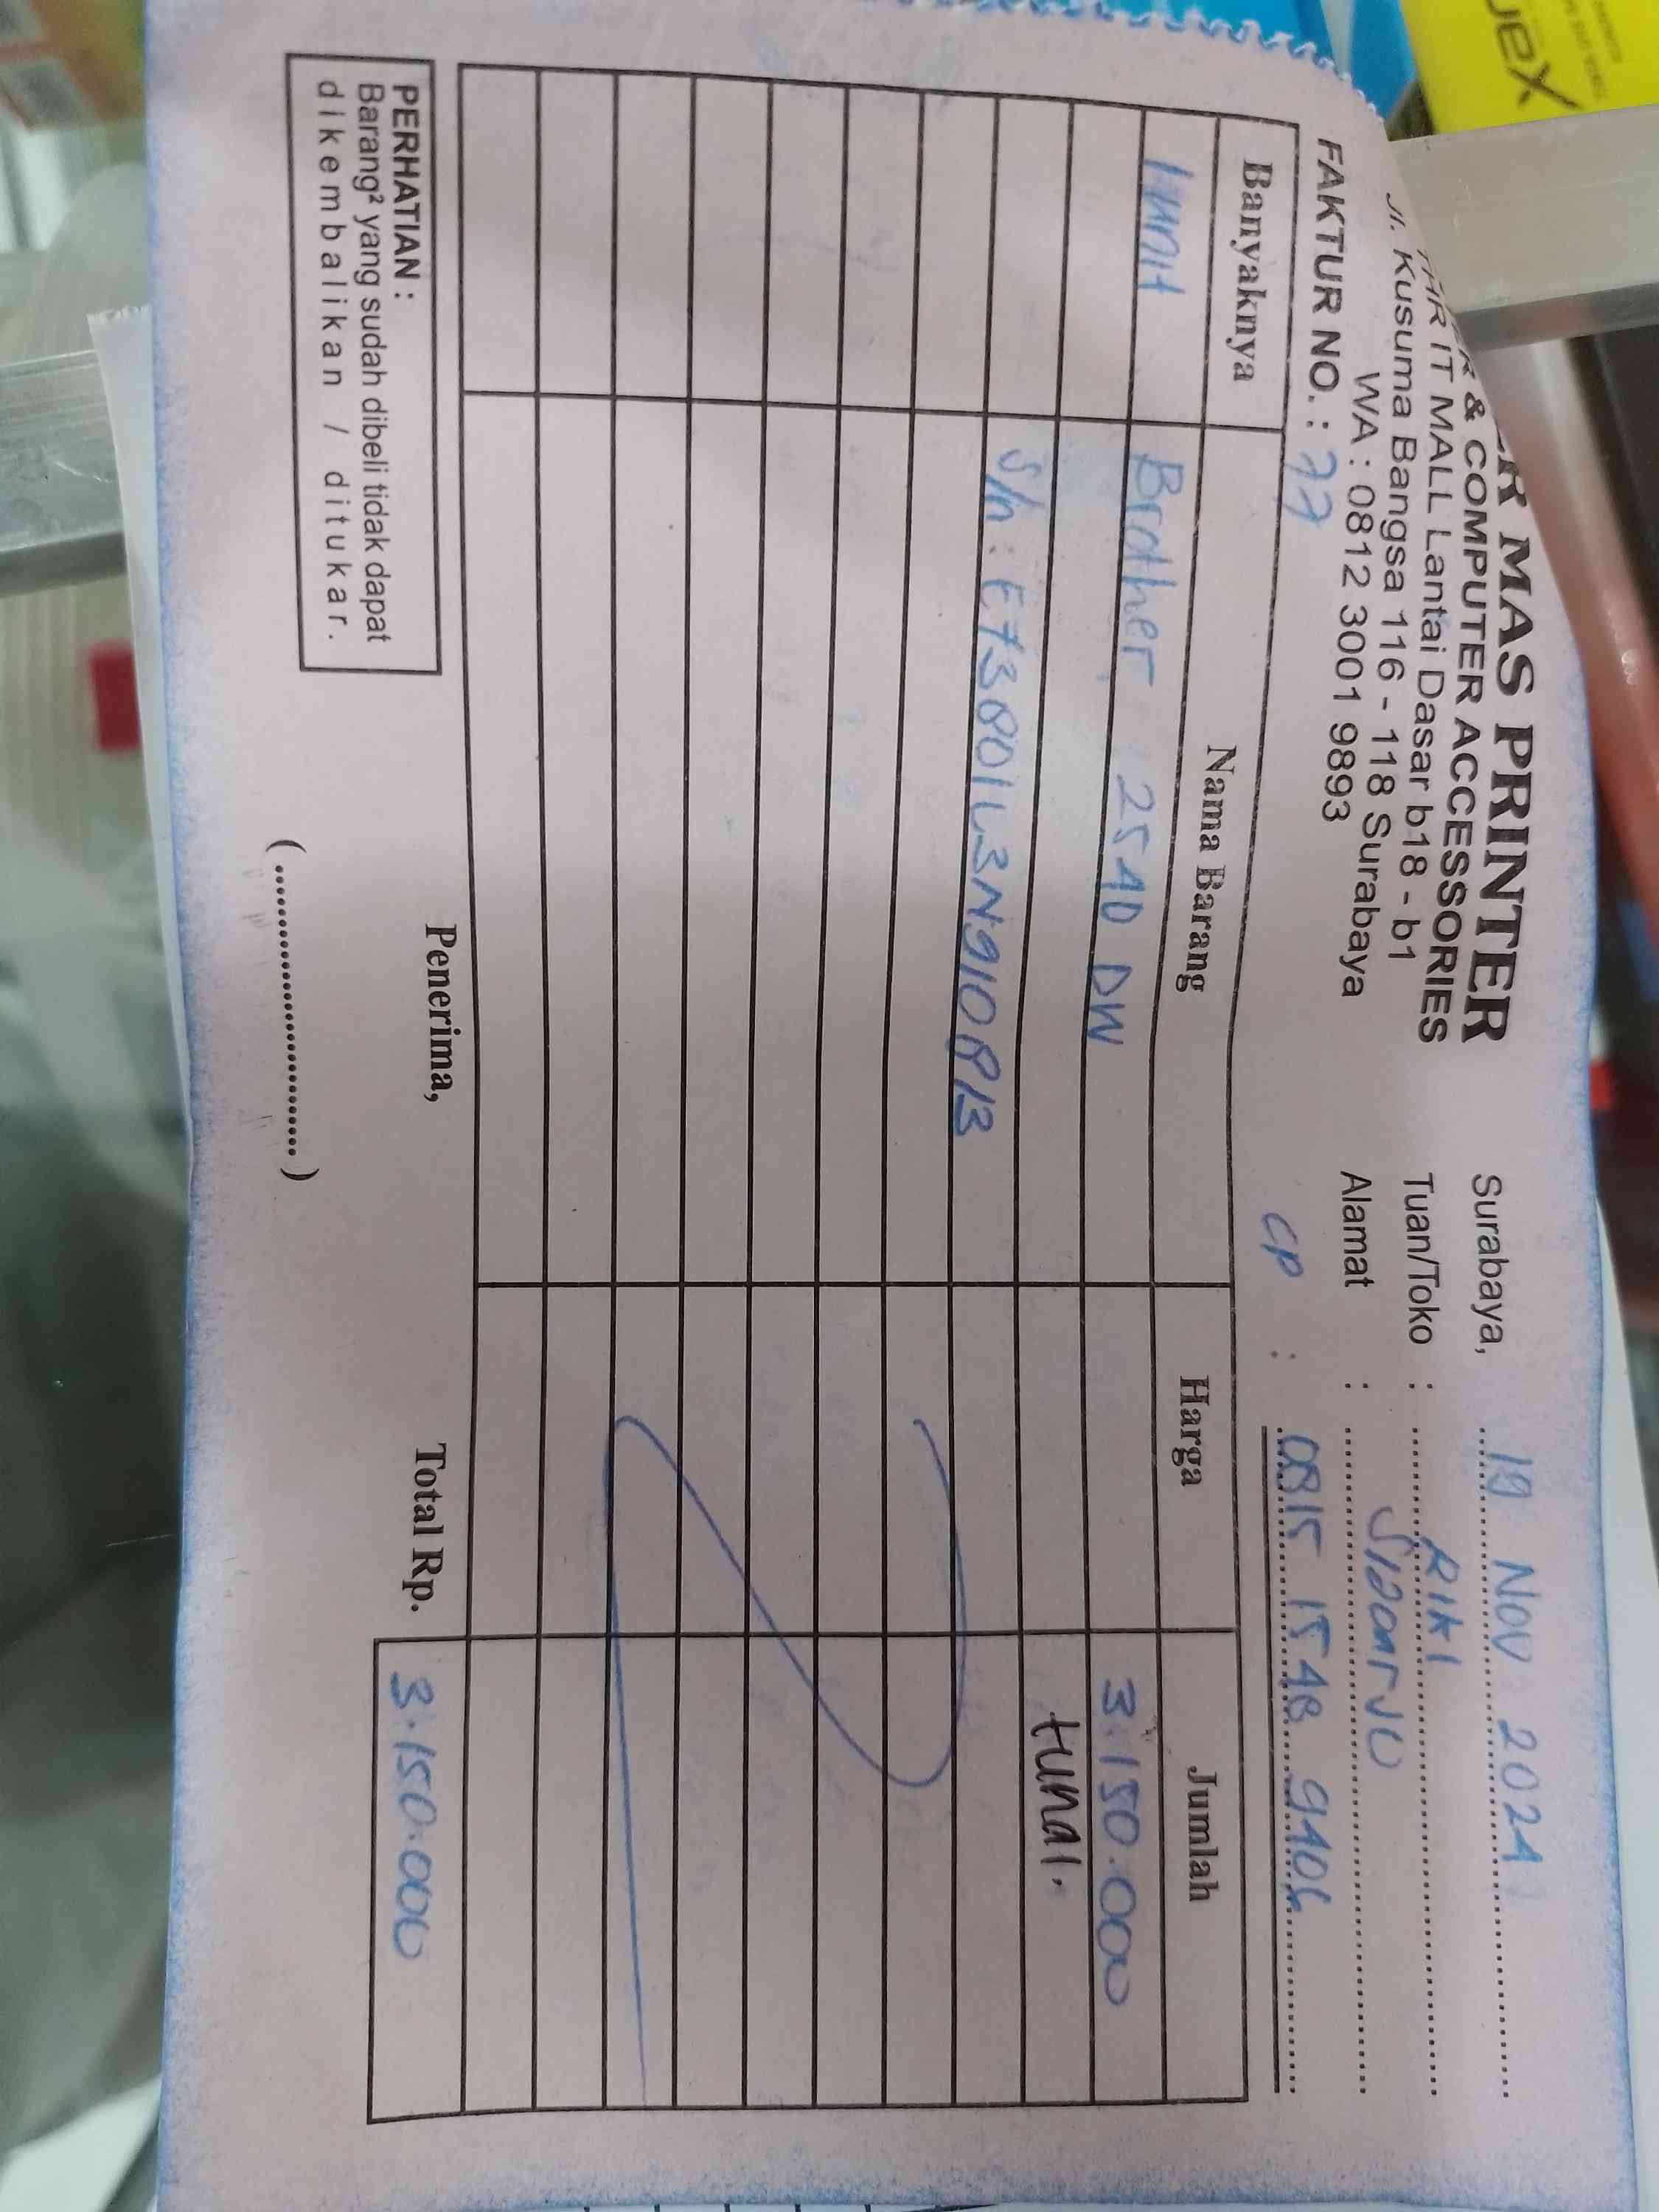 MAS PRINTER
& COMPUTER ACCESSORIES
IT MALL Lantai Dasar b18 - b1
Jl. Kusuma Bangsa 116 - 118 Surabaya
WA : 0812 3001 9893
FAKTUR NO. : 77
Surabaya, 19 Nov 2024
Tuan/Toko : RIKI
Alamat : SIDOARJO
CP : 0815 1548 9406
Banyaknya Nama Barang Harga Jumlah
1 unit Brother 2540 DW 3.150.000
tunai.
S/n : E73801L3N910813
PERHATIAN :
Barang² yang sudah dibeli tidak dapat
dikembalikan / ditukar.
Penerima,
(..............................)
Total Rp. 3.150.000